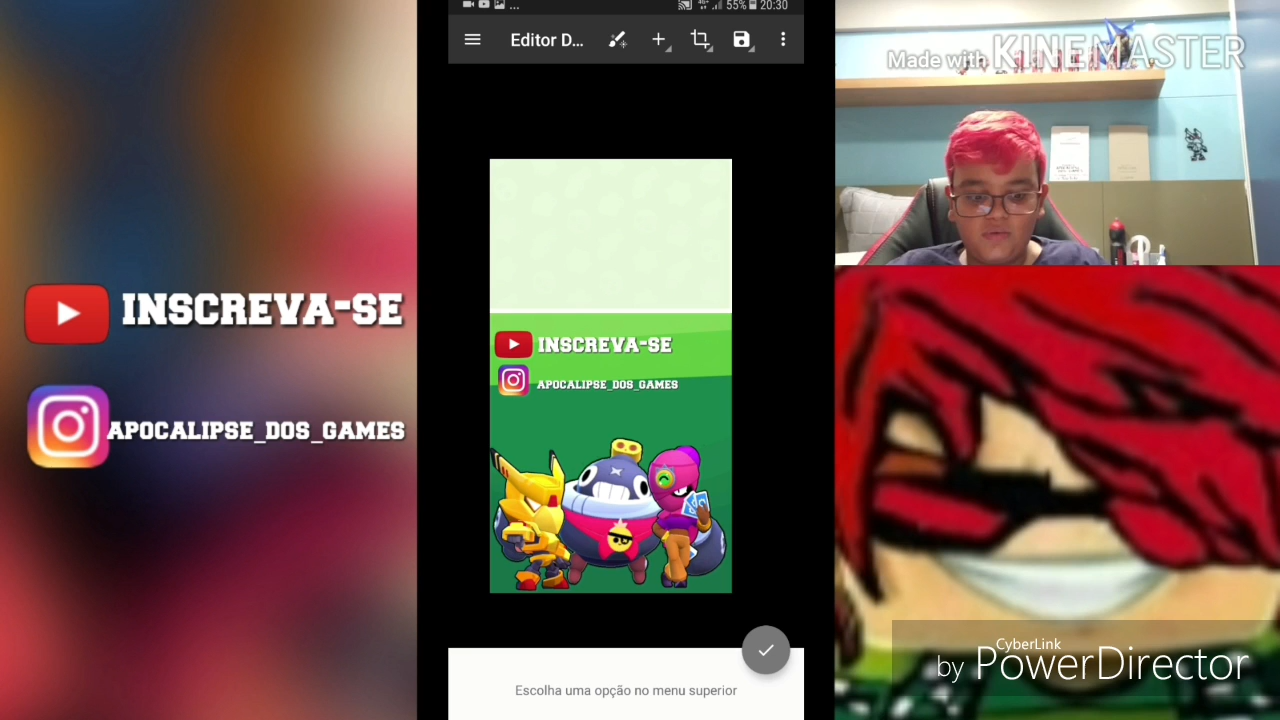 INSCREVA-SE
APOCALIPSE_DOS_GAMES
... 55% 20:30
Editor D...
INSCREVA-SE
APOCALIPSE_DOS_GAMES
Escolha uma opção no menu superior
Made with KINEMASTER
CyberLink
by PowerDirector